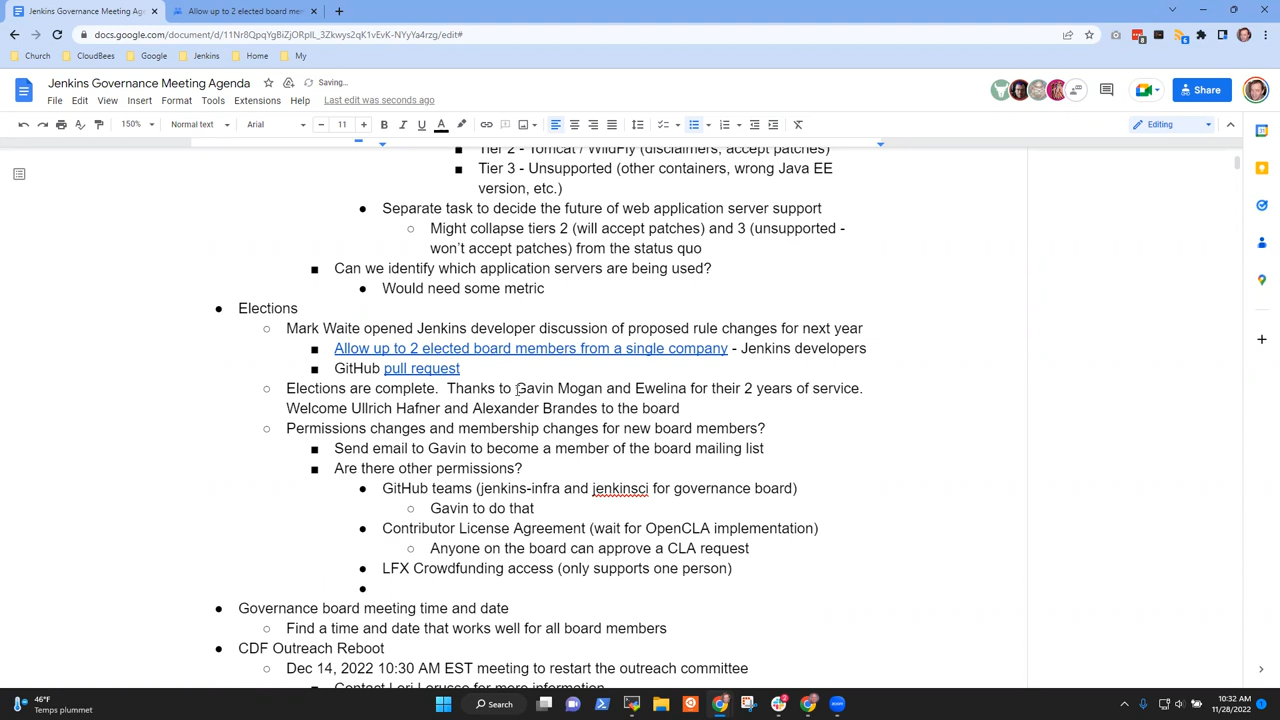 Jenkins Governance Meeting Age
Allow up to 2 elected board mem
docs.google.com/document/d/11Nr8QpqYgBiZjORpIL_3Zkwys2qK1vEvK-NYyYa4rzg/edit#
Church
CloudBees
Google
Jenkins
Home
My
Jenkins Governance Meeting Agenda
Saving...
File Edit View Insert Format Tools Extensions Help Last edit was seconds ago
Share
150% Normal text Arial 11 Editing
Tier 2 - Tomcat / WildFly (disclaimers, accept patches)
Tier 3 - Unsupported (other containers, wrong Java EE
version, etc.)
Separate task to decide the future of web application server support
Might collapse tiers 2 (will accept patches) and 3 (unsupported -
won't accept patches) from the status quo
Can we identify which application servers are being used?
Would need some metric
Elections
Mark Waite opened Jenkins developer discussion of proposed rule changes for next year
Allow up to 2 elected board members from a single company - Jenkins developers
GitHub pull request
Elections are complete. Thanks to Gavin Mogan and Ewelina for their 2 years of service.
Welcome Ullrich Hafner and Alexander Brandes to the board
Permissions changes and membership changes for new board members?
Send email to Gavin to become a member of the board mailing list
Are there other permissions?
GitHub teams (jenkins-infra and jenkinsci for governance board)
Gavin to do that
Contributor License Agreement (wait for OpenCLA implementation)
Anyone on the board can approve a CLA request
LFX Crowdfunding access (only supports one person)
Governance board meeting time and date
Find a time and date that works well for all board members
CDF Outreach Reboot
Dec 14, 2022 10:30 AM EST meeting to restart the outreach committee
Contact Lori Lorusso for more information
46°F
Temps plummet
Search
10:32 AM
11/28/2022